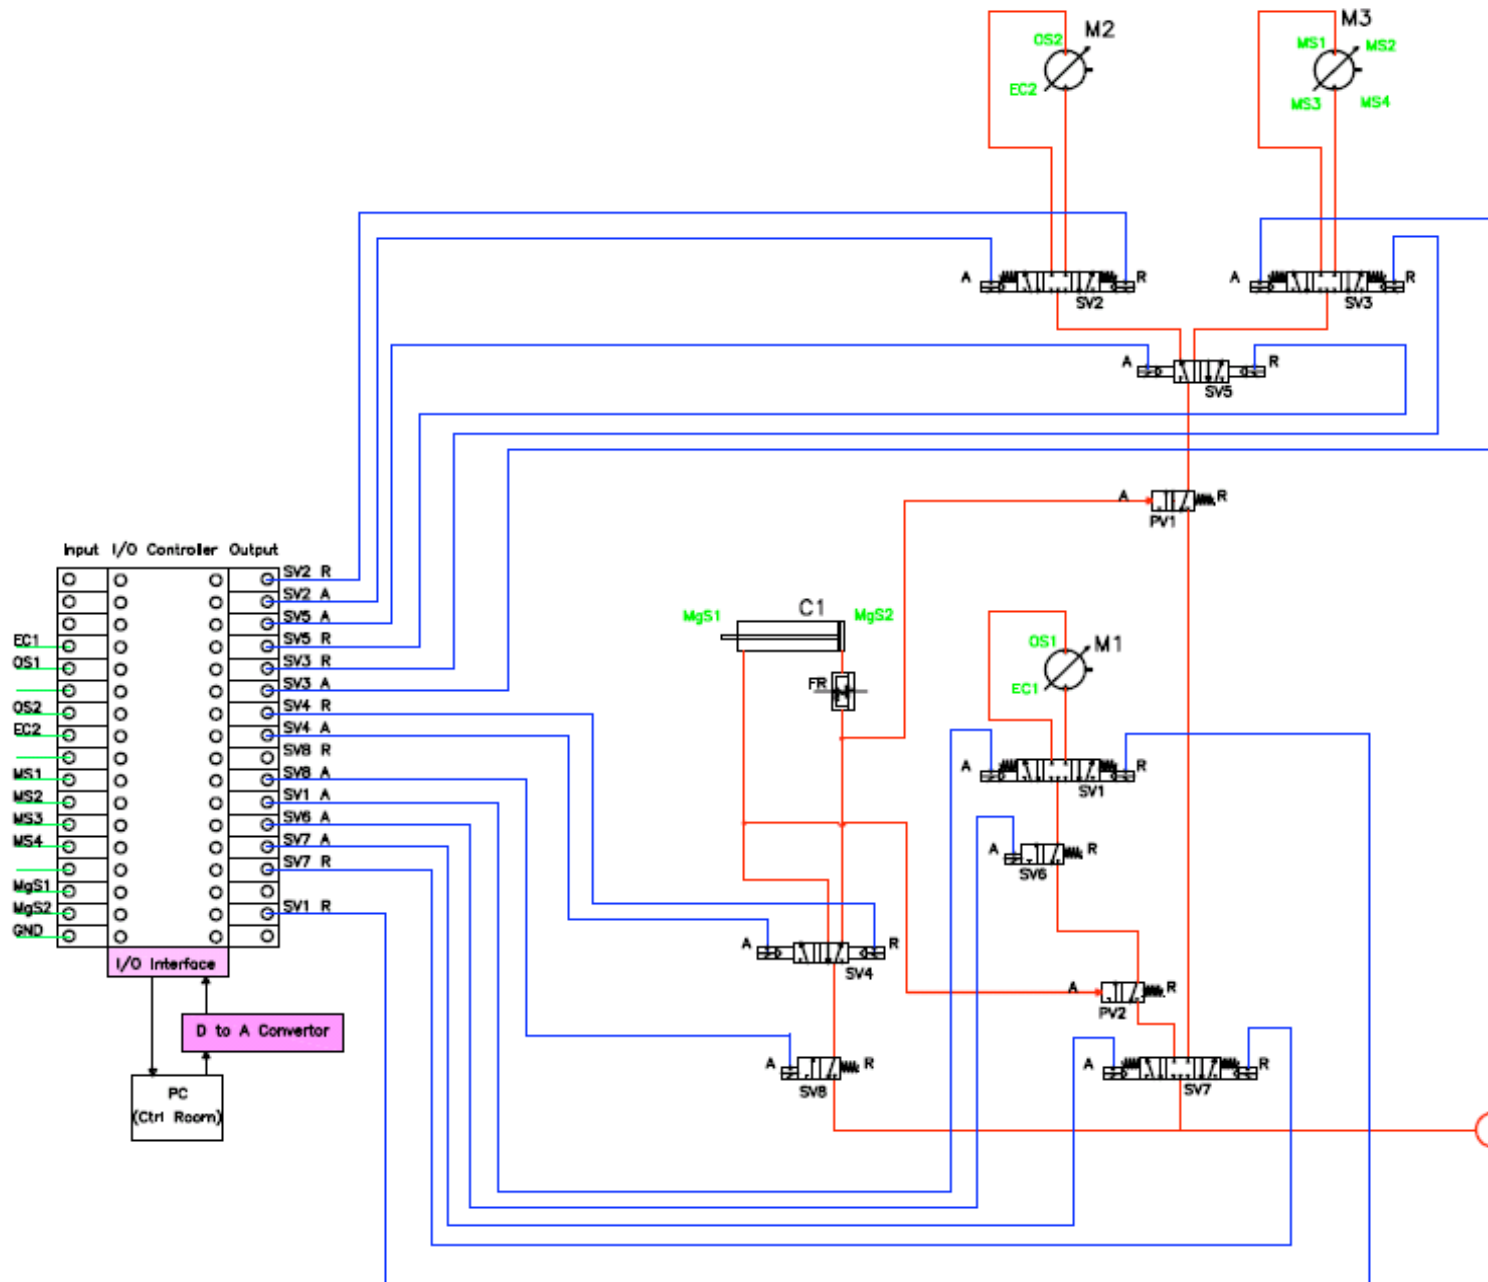 M2
M3
OS2
MS1
MS2
EC2
MS3
MS4
A
R
A
R
SV2
SV3
A
R
SV5
A
R
PV1
Input I/O Controller Output
SV2 R
SV2 A
SV5 A
EC1
SV5 R
OS1
SV3 R
SV3 A
OS2
SV4 R
EC2
SV4 A
SV8 R
MS1
SV8 A
MS2
SV1 A
MS3
SV6 A
MS4
SV7 A
SV7 R
MgS1
MgS2
SV1 R
GND
I/O Interface
D to A Convertor
PC
(Ctrl Room)
MgS1
C1
MgS2
FR
OS1
M1
EC1
A
R
SV1
A
R
SV6
A
R
SV4
A
R
PV2
A
R
SV8
A
R
SV7